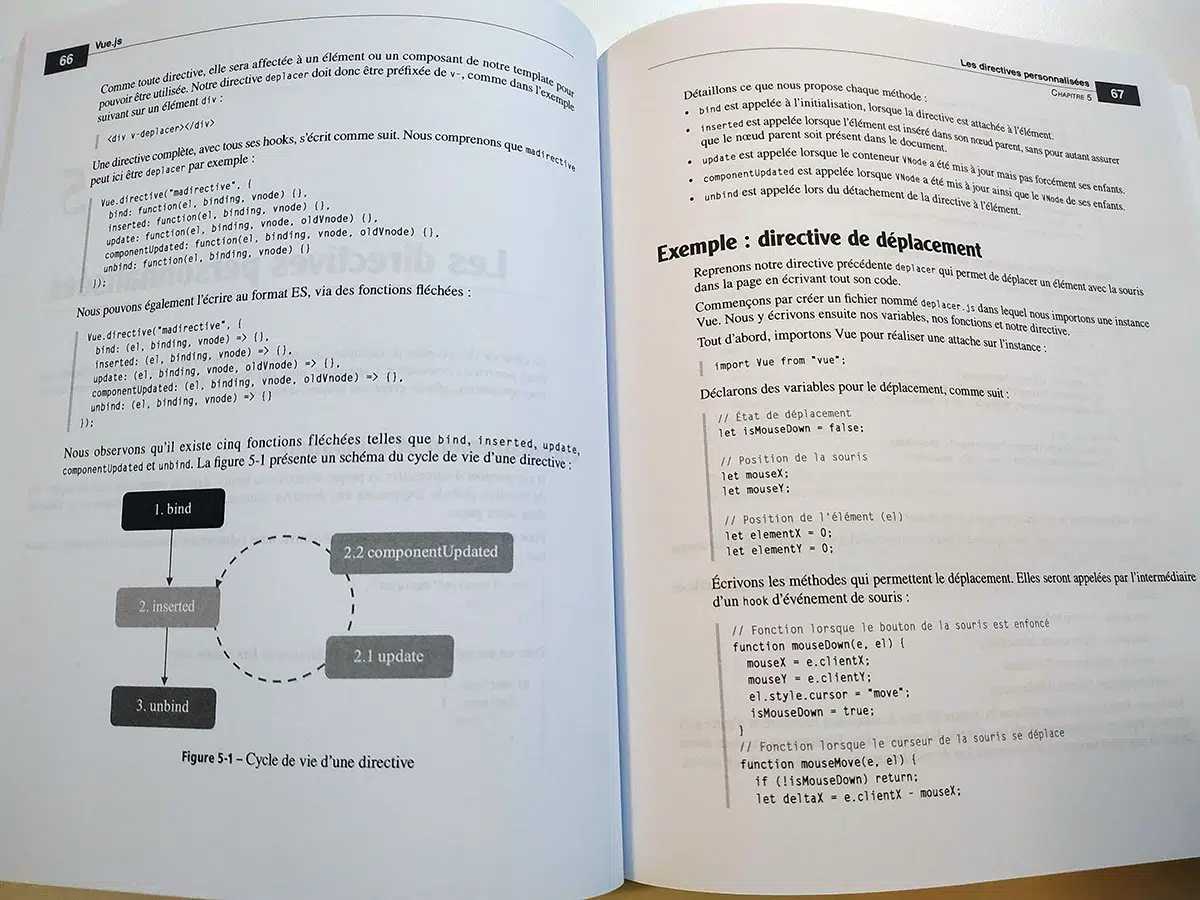 66
Vue.js
Comme toute directive, elle sera affectée à un élément ou un composant de notre template pour
pouvoir être utilisée. Notre directive deplacer doit donc être préfixée de v-, comme dans l'exemple
suivant sur un élément div :
<div v-deplacer></div>
Une directive complète, avec tous ses hooks, s'écrit comme suit. Nous comprenons que madirective
peut ici être deplacer par exemple :
Vue.directive("madirective", {
bind: function(el, binding, vnode) {},
inserted: function(el, binding, vnode) {},
update: function(el, binding, vnode, oldVnode) {},
componentUpdated: function(el, binding, vnode, oldVnode) {},
unbind: function(el, binding, vnode) {}
});
Nous pouvons également l'écrire au format ES, via des fonctions fléchées :
Vue.directive("madirective", {
bind: (el, binding, vnode) => {},
inserted: (el, binding, vnode) => {},
update: (el, binding, vnode, oldVnode) => {},
componentUpdated: (el, binding, vnode, oldVnode) => {},
unbind: (el, binding, vnode) => {}
});
Nous observons qu'il existe cinq fonctions fléchées telles que bind, inserted, update,
componentUpdated et unbind. La figure 5-1 présente un schéma du cycle de vie d'une directive :
1. bind
2.2 componentUpdated
2. inserted
2.1 update
3. unbind
Figure 5-1 – Cycle de vie d'une directive
Les directives personnalisées
CHAPITRE 5
67
Détaillons ce que nous propose chaque méthode :
• bind est appelée à l'initialisation, lorsque la directive est attachée à l'élément.
• inserted est appelée lorsque l'élément est inséré dans son nœud parent, sans pour autant assurer
que le nœud parent soit présent dans le document.
• update est appelée lorsque le conteneur VNode a été mis à jour mais pas forcément ses enfants.
• componentUpdated est appelée lorsque VNode a été mis à jour ainsi que le VNode de ses enfants.
• unbind est appelée lors du détachement de la directive à l'élément.
Exemple : directive de déplacement
Reprenons notre directive précédente deplacer qui permet de déplacer un élément avec la souris
dans la page en écrivant tout son code.
Commençons par créer un fichier nommé deplacer.js dans lequel nous importons une instance
Vue. Nous y écrivons ensuite nos variables, nos fonctions et notre directive.
Tout d'abord, importons Vue pour réaliser une attache sur l'instance :
import Vue from "vue";
Déclarons des variables pour le déplacement, comme suit :
// État de déplacement
let isMouseDown = false;
// Position de la souris
let mouseX;
let mouseY;
// Position de l'élément (el)
let elementX = 0;
let elementY = 0;
Écrivons les méthodes qui permettent le déplacement. Elles seront appelées par l'intermédiaire
d'un hook d'événement de souris :
// Fonction lorsque le bouton de la souris est enfoncé
function mouseDown(e, el) {
mouseX = e.clientX;
mouseY = e.clientY;
el.style.cursor = "move";
isMouseDown = true;
}
// Fonction lorsque le curseur de la souris se déplace
function mouseMove(e, el) {
if (!isMouseDown) return;
let deltaX = e.clientX - mouseX;